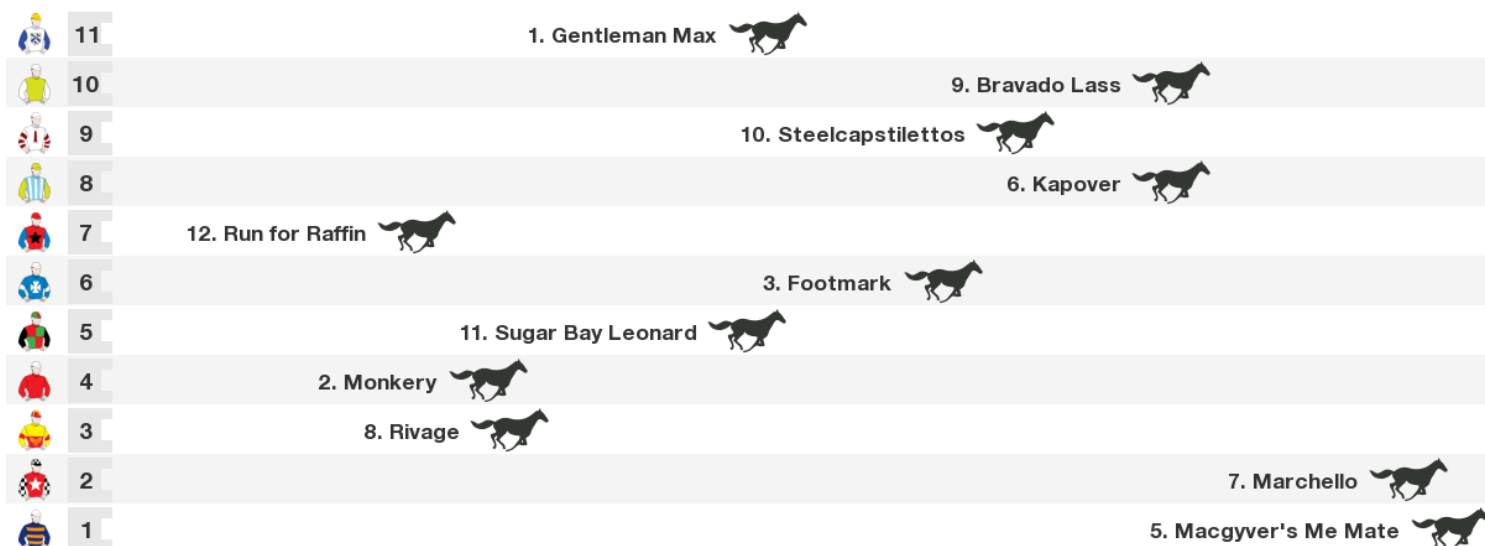 11 1. Gentleman Max
10 9. Bravado Lass
9 10. Steelcapstilettos
8 6. Kapover
7 12. Run for Raffin
6 3. Footmark
5 11. Sugar Bay Leonard
4 2. Monkery
3 8. Rivage
2 7. Marchello
1 5. Macgyver's Me Mate